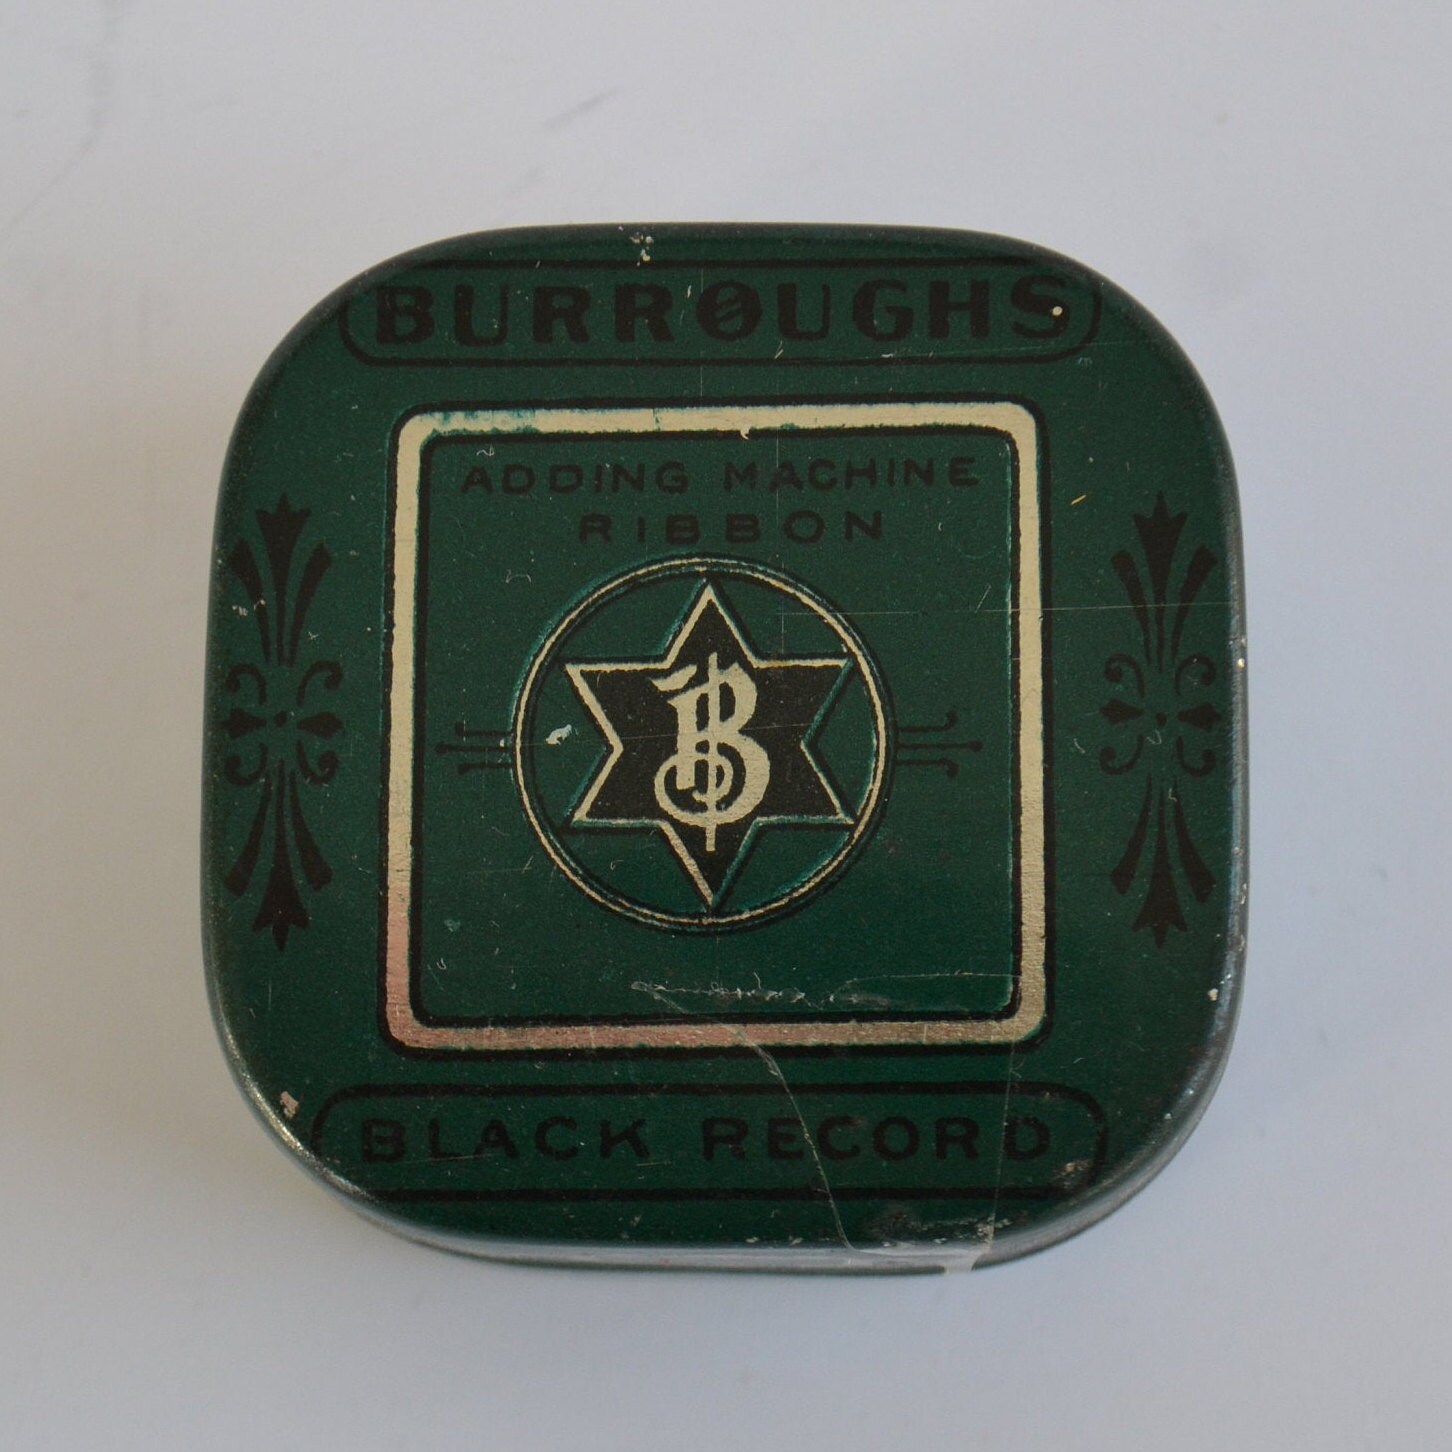 BURROUGHS
ADDING MACHINE
RIBBON
B
BLACK RECORD